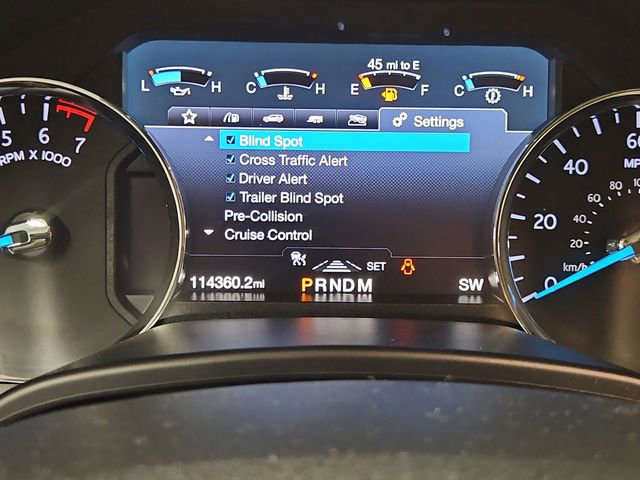 45 mi to E
L H C H E F C H
Settings
5 6 7
RPM X 1000
Blind Spot
Cross Traffic Alert
Driver Alert
Trailer Blind Spot
Pre-Collision
Cruise Control
SET
114360.2mi PRNDM SW
60
MP
40
20
0
80 10
60
40
20
km/h